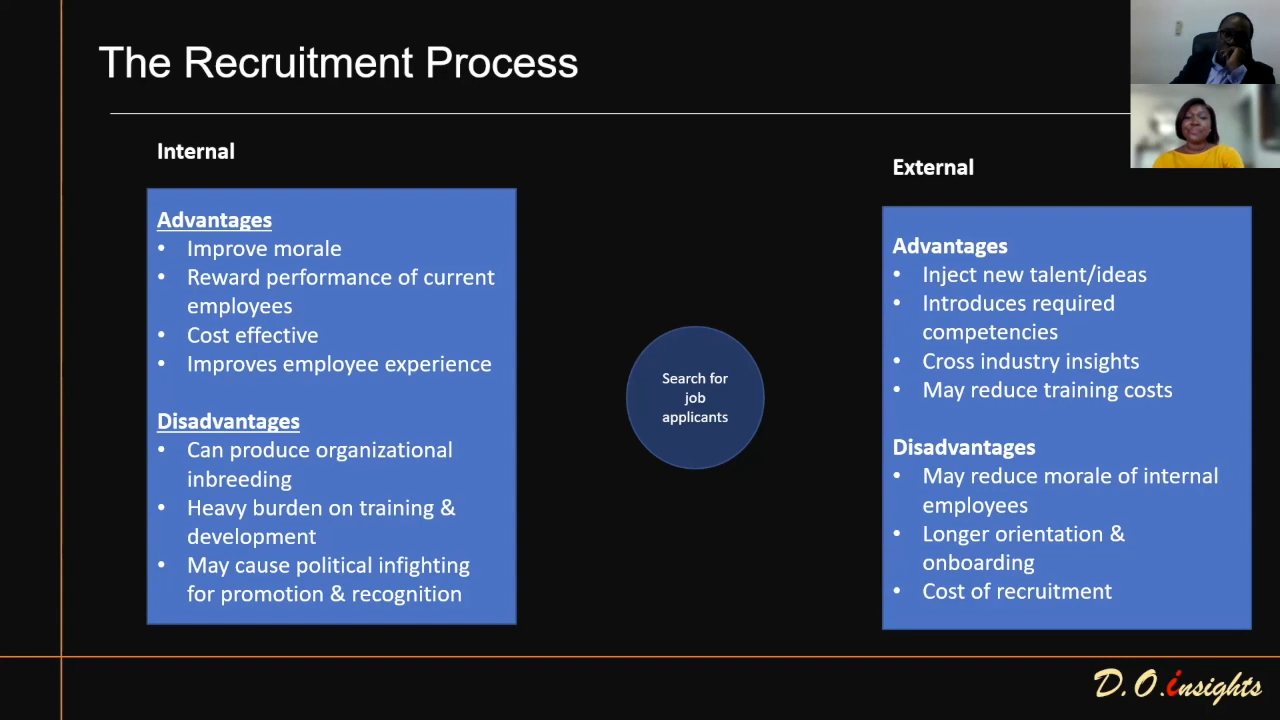 The Recruitment Process
Internal
Advantages
• Improve morale
• Reward performance of current
employees
• Cost effective
• Improves employee experience
Disadvantages
• Can produce organizational
inbreeding
• Heavy burden on training &
development
• May cause political infighting
for promotion & recognition
Search for
job
applicants
External
Advantages
• Inject new talent/ideas
• Introduces required
competencies
• Cross industry insights
• May reduce training costs
Disadvantages
• May reduce morale of internal
employees
• Longer orientation &
onboarding
• Cost of recruitment
D.O.insights